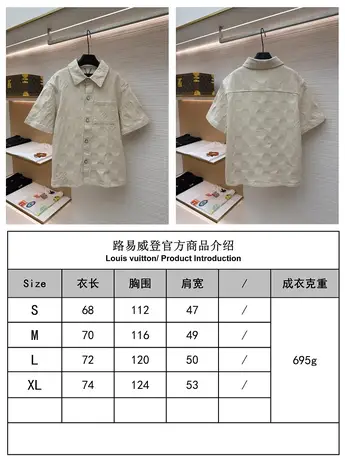 路易威登官方商品介绍
Louis vuitton/ Product Introduction
Size 衣长 胸围 肩宽 / 成衣克重
S 68 112 47 /
M 70 116 49 /
L 72 120 50 / 695g
XL 74 124 53 /